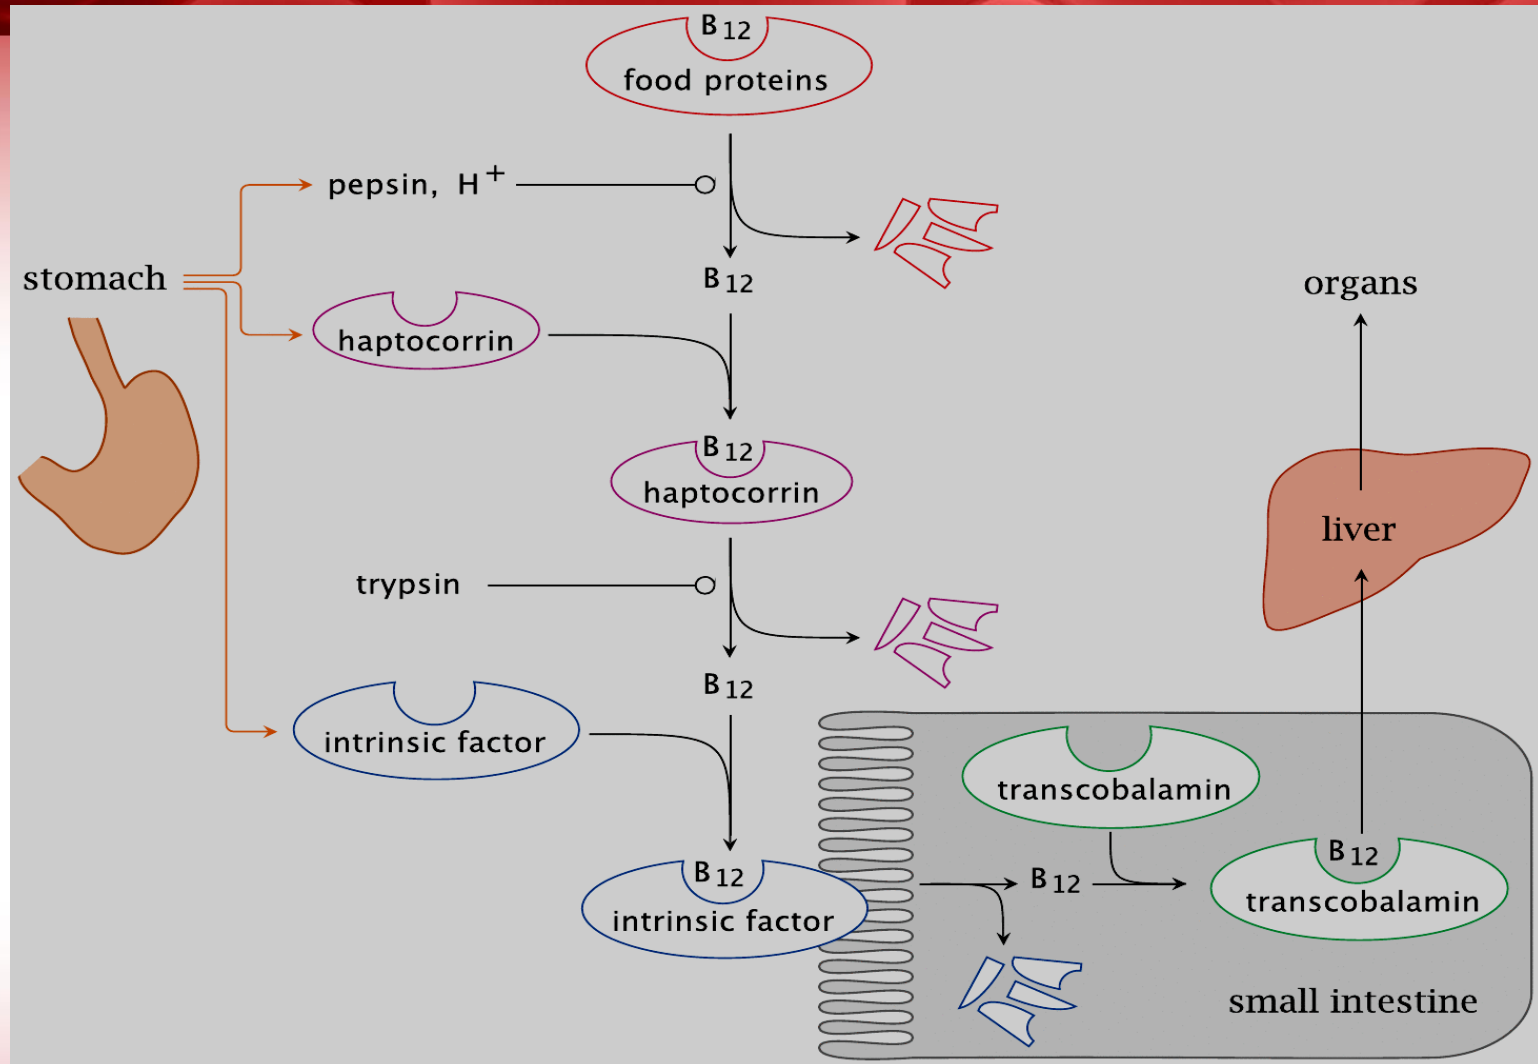 B12
food proteins
pepsin, H+
B12
stomach
haptocorrin
organs
B12
haptocorrin
liver
trypsin
B12
intrinsic factor
transcobalamin
B12
intrinsic factor
B12
B12
transcobalamin
small intestine